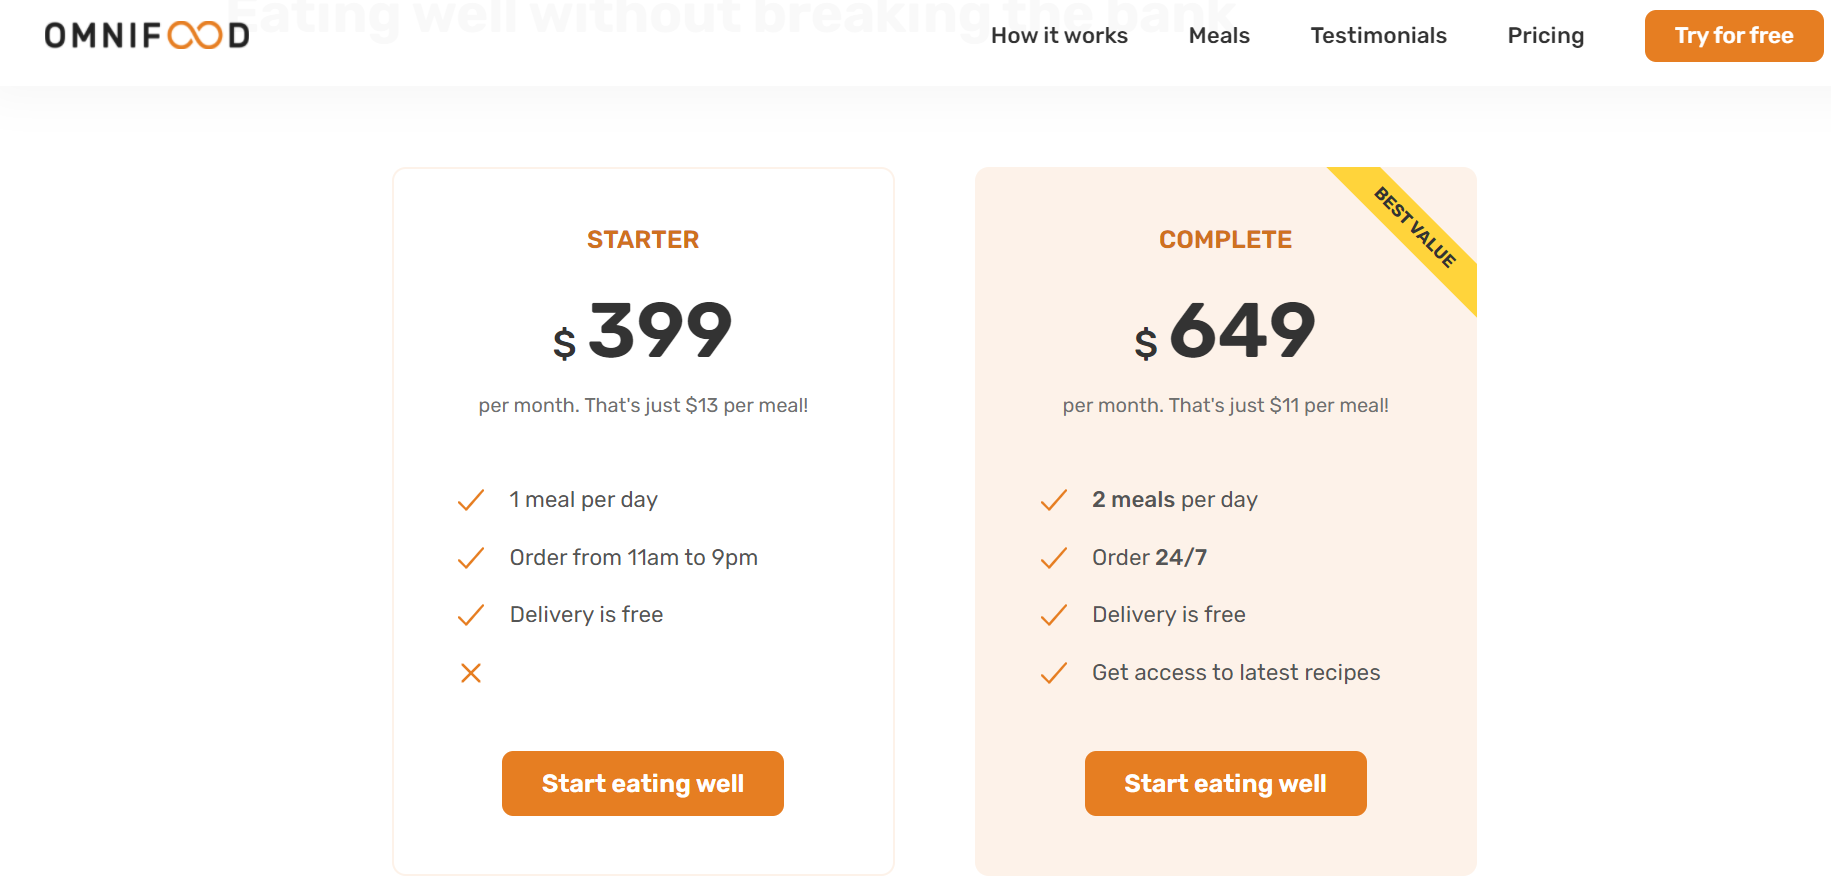 Eating well without breaking the bank
OMNIFOOD
How it works
Meals
Testimonials
Pricing
Try for free
STARTER
$ 399
per month. That's just $13 per meal!
1 meal per day
Order from 11am to 9pm
Delivery is free
Start eating well
BEST VALUE
COMPLETE
$ 649
per month. That's just $11 per meal!
2 meals per day
Order 24/7
Delivery is free
Get access to latest recipes
Start eating well